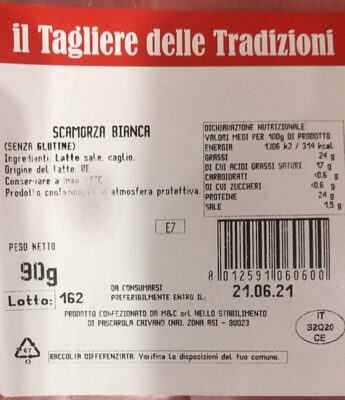 il Tagliere delle Tradizioni
SCAMORZA BIANCA
(SENZA GLUTINE)
Ingredienti: Latte sale, caglio.
Origine del latte: UE
Conservare a max
Prodotto confezionato in atmosfera protettiva.
DICHIARAZIONE NUTRIZIONALE
VALORI MEDI PER 100g DI PRODOTTO
ENERGIA 1306 kJ / 314 kcal
GRASSI 24 g
DI CUI ACIDI GRASSI SATURI 17 g
CARBOIDRATI <0.6 g
DI CUI ZUCCHERI <0.6 g
PROTEINE 24 g
SALE 1,5 g
E7
PESO NETTO
90g
Lotto: 162
DA CONSUMARSI
PREFERIBILMENTE ENTRO IL:
8012591060600
21.06.21
PRODOTTO CONFEZIONATO DA M&C srl NELLO STABILIMENTO
DI PASCAROLA CAIVANO (NA), ZONA ASI - 80023
IT
S2Q20
CE
RACCOLTA DIFFERENZIATA. Verifica le disposizioni del tuo comune.